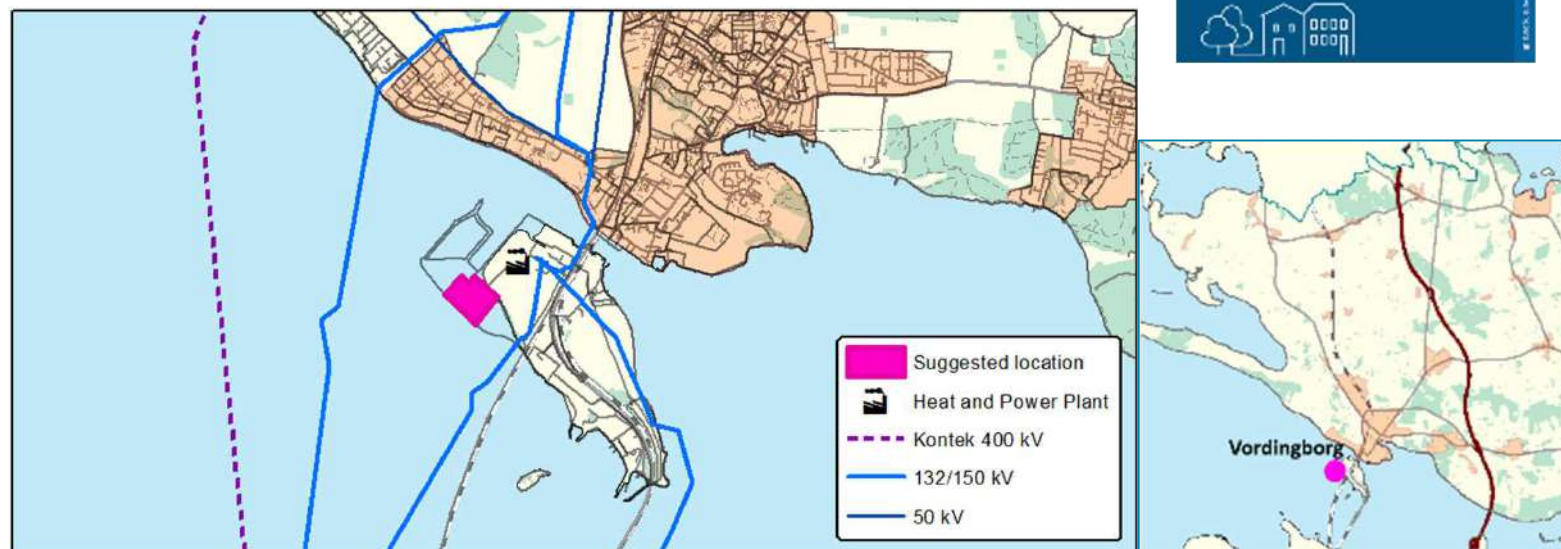 Suggested location
Heat and Power Plant
Kontek 400 kV
132/150 kV
50 kV
Vordingborg